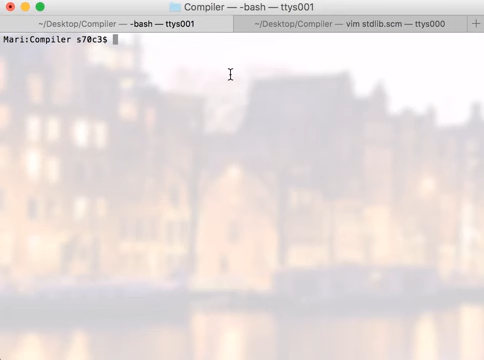 Compiler — -bash — ttys001
~/Desktop/Compiler — -bash — ttys001
~/Desktop/Compiler — vim stdlib.scm — ttys000
Mari:Compiler s70c3$